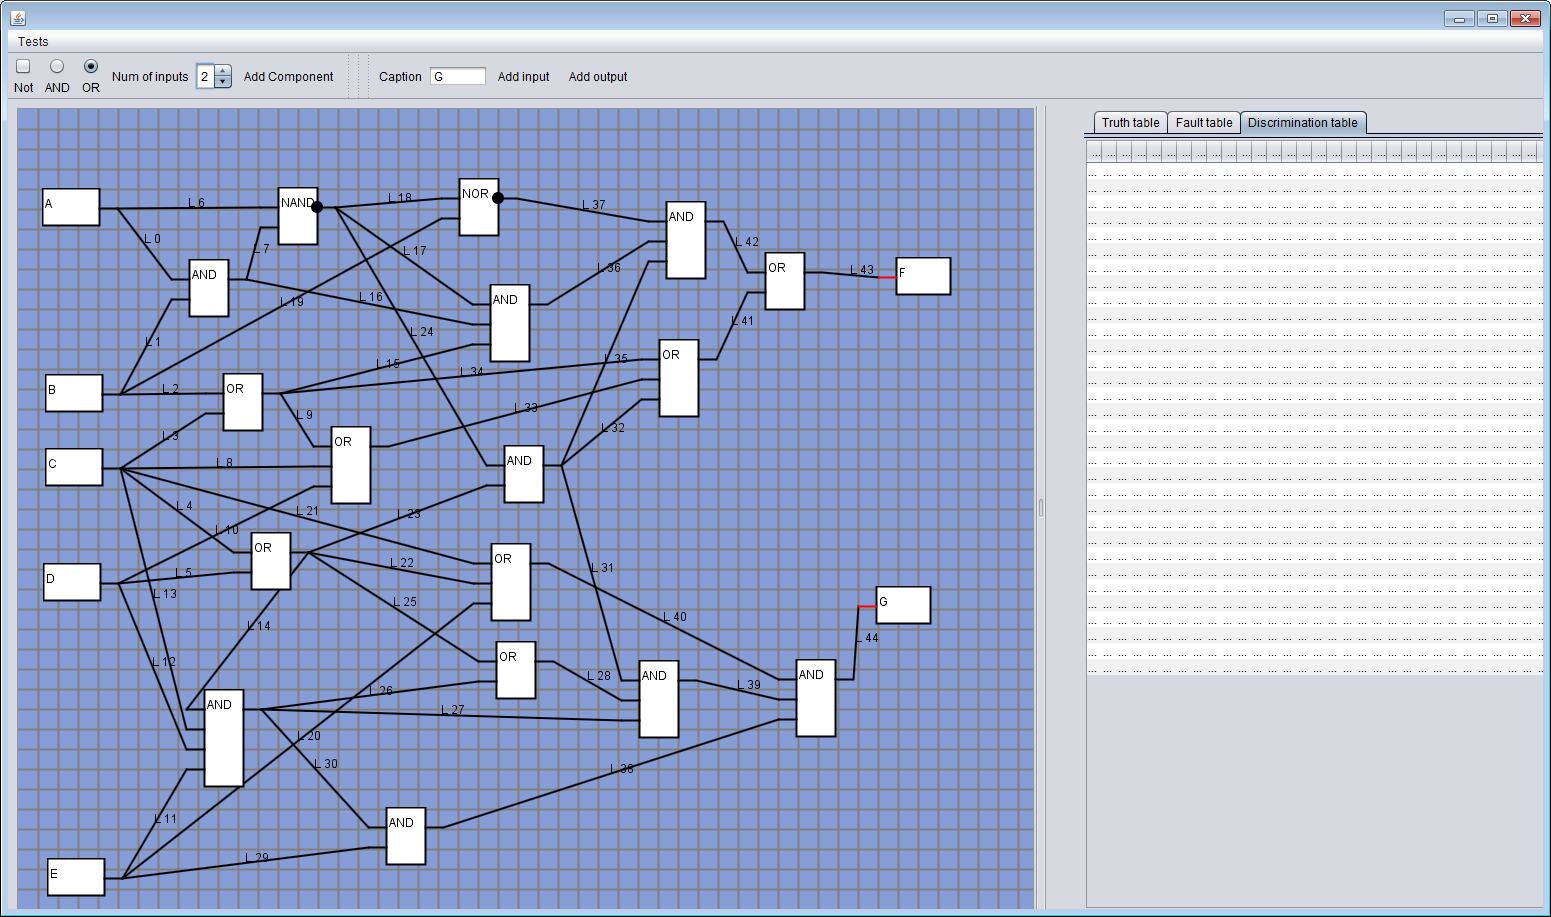 Tests
Not AND OR Num of inputs 2 Add Component Caption G Add input Add output
Truth table Fault table Discrimination table
A
L 6
NAND
L 18
NOR
L 37
AND
L 0
L 7
L 17
L 42
AND
L 36
OR
L 43
F
L 19
L 16
AND
L 1
L 24
L 41
L 15
L 35
OR
B
L 2
OR
L 34
L 9
L 33
L 3
OR
L 32
C
L 8
AND
L 4
L 21
L 23
L 10
OR
OR
D
L 5
L 22
L 31
L 13
L 25
G
L 14
L 40
L 44
L 12
OR
AND
AND
L 28
L 26
L 39
AND
L 27
L 20
L 30
L 38
L 11
AND
L 29
E